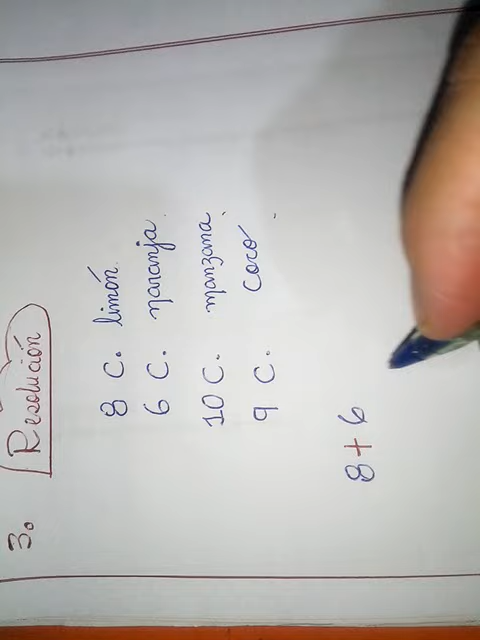 3. Resolución
8 C. limón.
6 C. naranja.
10 C. manzana.
9 C. coco.
8 + 6